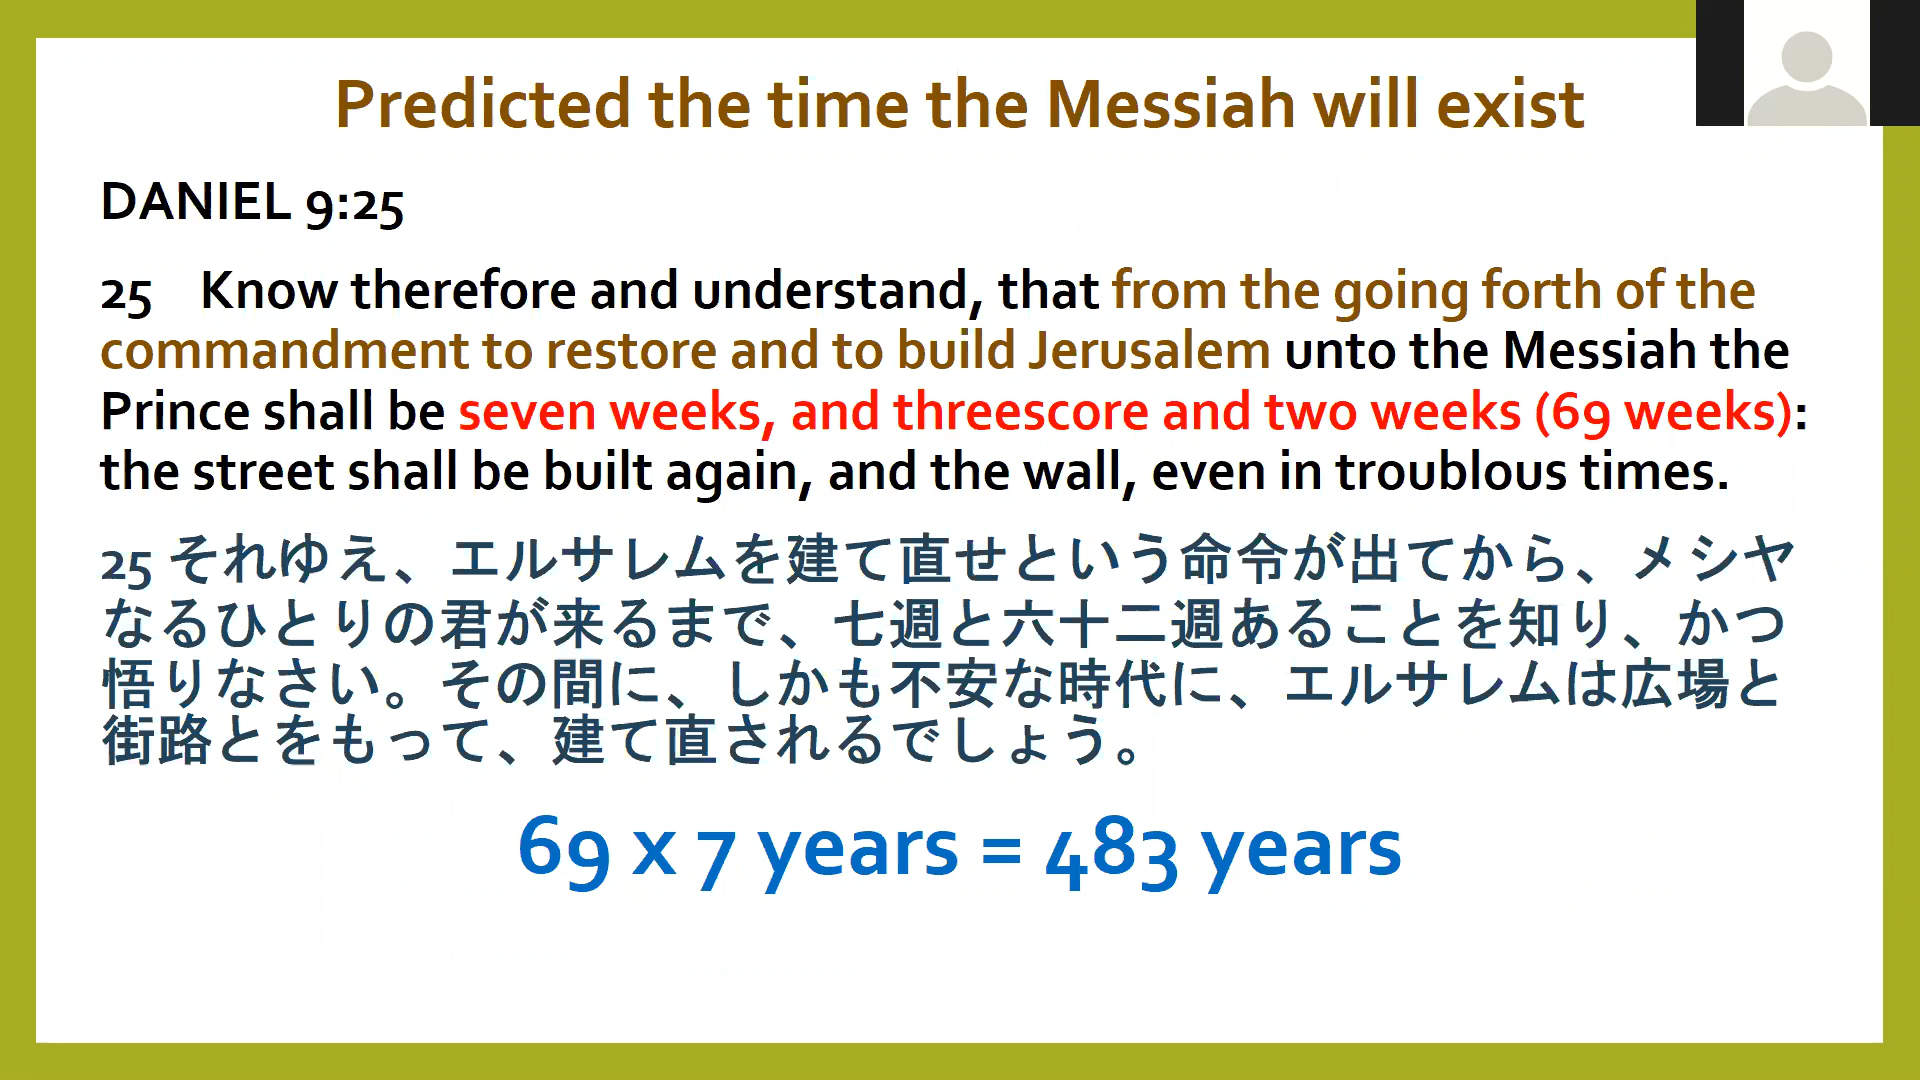 Predicted the time the Messiah will exist
DANIEL 9:25
25 Know therefore and understand, that from the going forth of the
commandment to restore and to build Jerusalem unto the Messiah the
Prince shall be seven weeks, and threescore and two weeks (69 weeks):
the street shall be built again, and the wall, even in troublous times.
25 それゆえ、エルサレムを建て直せという命令が出てから、メシヤ
なるひとりの君が来るまで、七週と六十二週あることを知り、かつ
悟りなさい。その間に、しかも不安な時代に、エルサレムは広場と
街路とをもって、建て直されるでしょう。
69 x 7 years = 483 years